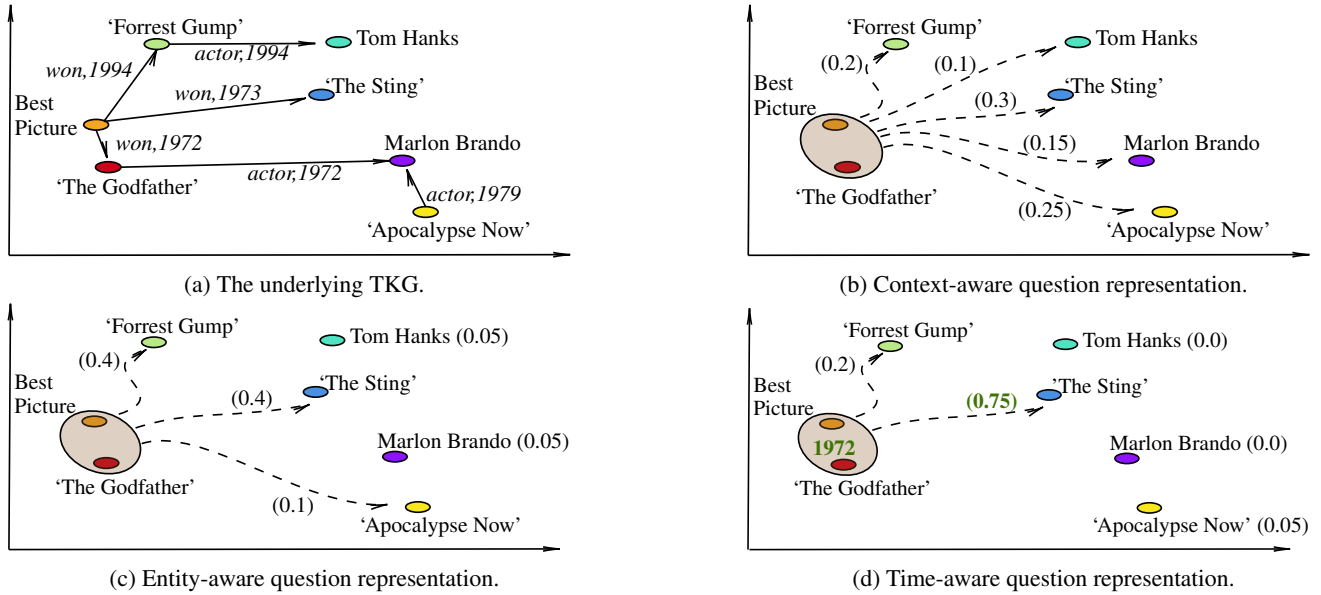 ‘Forrest Gump’
Tom Hanks
actor,1994
won,1994
‘The Sting’
won,1973
Best
Picture
won,1972
Marlon Brando
‘The Godfather’
actor,1972
actor,1979
‘Apocalypse Now’
(a) The underlying TKG.
‘Forrest Gump’
Tom Hanks
(0.2)
(0.1)
‘The Sting’
Best
Picture
(0.3)
(0.15)
Marlon Brando
‘The Godfather’
(0.25)
‘Apocalypse Now’
(b) Context-aware question representation.
‘Forrest Gump’
Tom Hanks (0.05)
(0.4)
Best
Picture
‘The Sting’
(0.4)
Marlon Brando (0.05)
‘The Godfather’
(0.1)
‘Apocalypse Now’
(c) Entity-aware question representation.
‘Forrest Gump’
Tom Hanks (0.0)
(0.2)
Best
Picture
’The Sting’
(0.75)
1972
Marlon Brando (0.0)
‘The Godfather’
‘Apocalypse Now’ (0.05)
(d) Time-aware question representation.